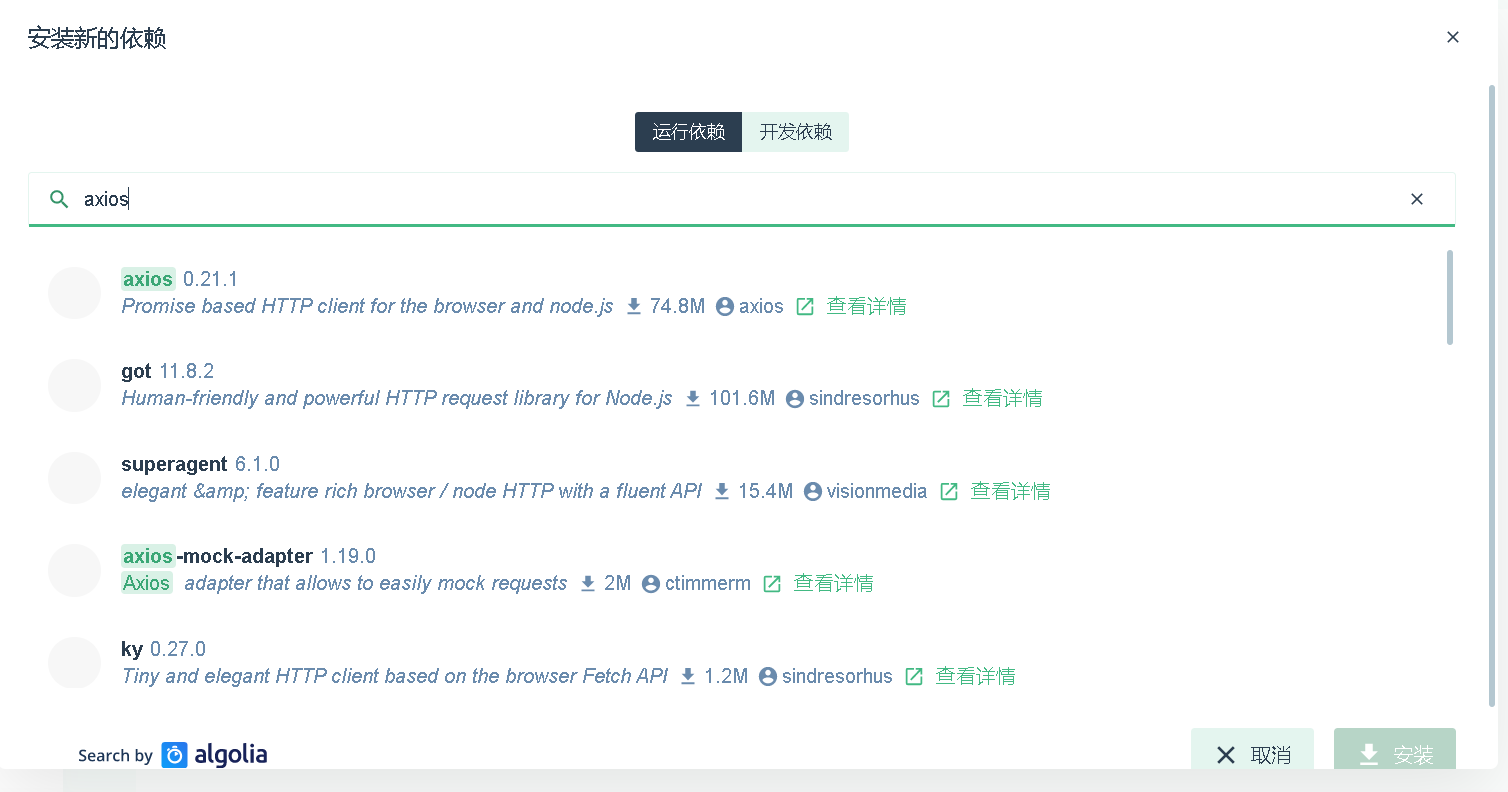 安装新的依赖
运行依赖 开发依赖
axios
axios 0.21.1
Promise based HTTP client for the browser and node.js 74.8M axios 查看详情
got 11.8.2
Human-friendly and powerful HTTP request library for Node.js 101.6M sindresorhus 查看详情
superagent 6.1.0
elegant &amp; feature rich browser / node HTTP with a fluent API 15.4M visionmedia 查看详情
axios-mock-adapter 1.19.0
Axios adapter that allows to easily mock requests 2M ctimmerm 查看详情
ky 0.27.0
Tiny and elegant HTTP client based on the browser Fetch API 1.2M sindresorhus 查看详情
Search by algolia 取消 安装